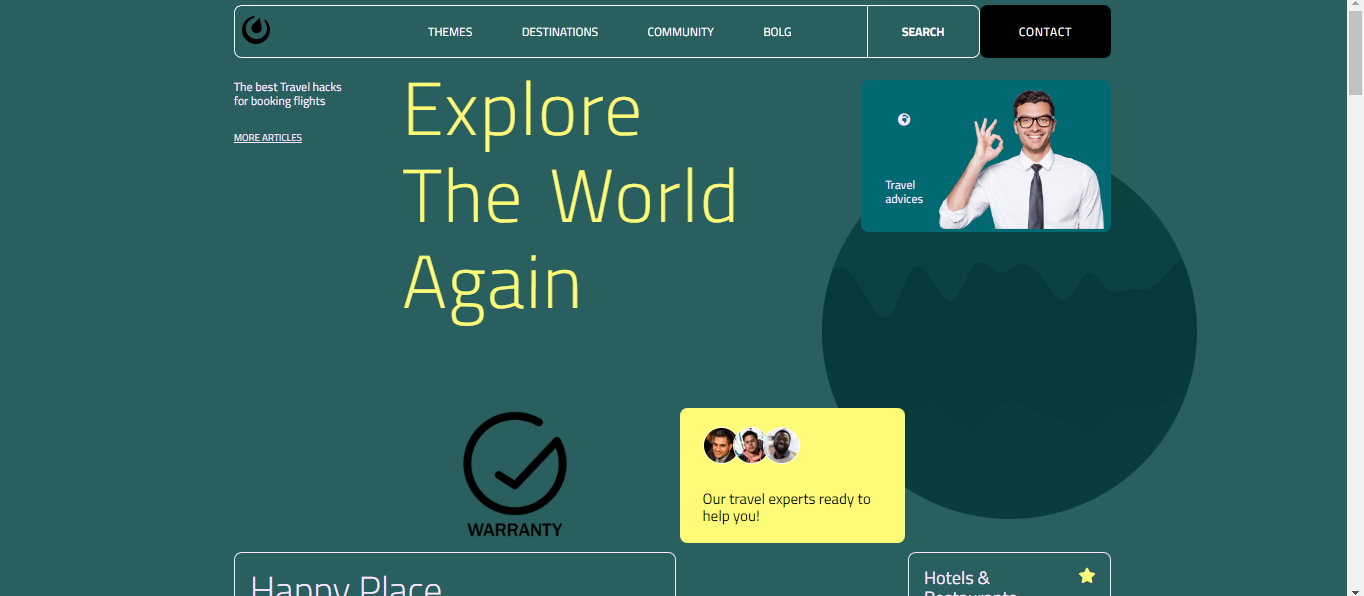 THEMES
DESTINATIONS
COMMUNITY
BOLG
SEARCH
CONTACT
The best Travel hacks
for booking flights
MORE ARTICLES
Explore
The World
Again
Travel
advices
WARRANTY
Our travel experts ready to
help you!
Happy Place
Hotels &
Restaurants